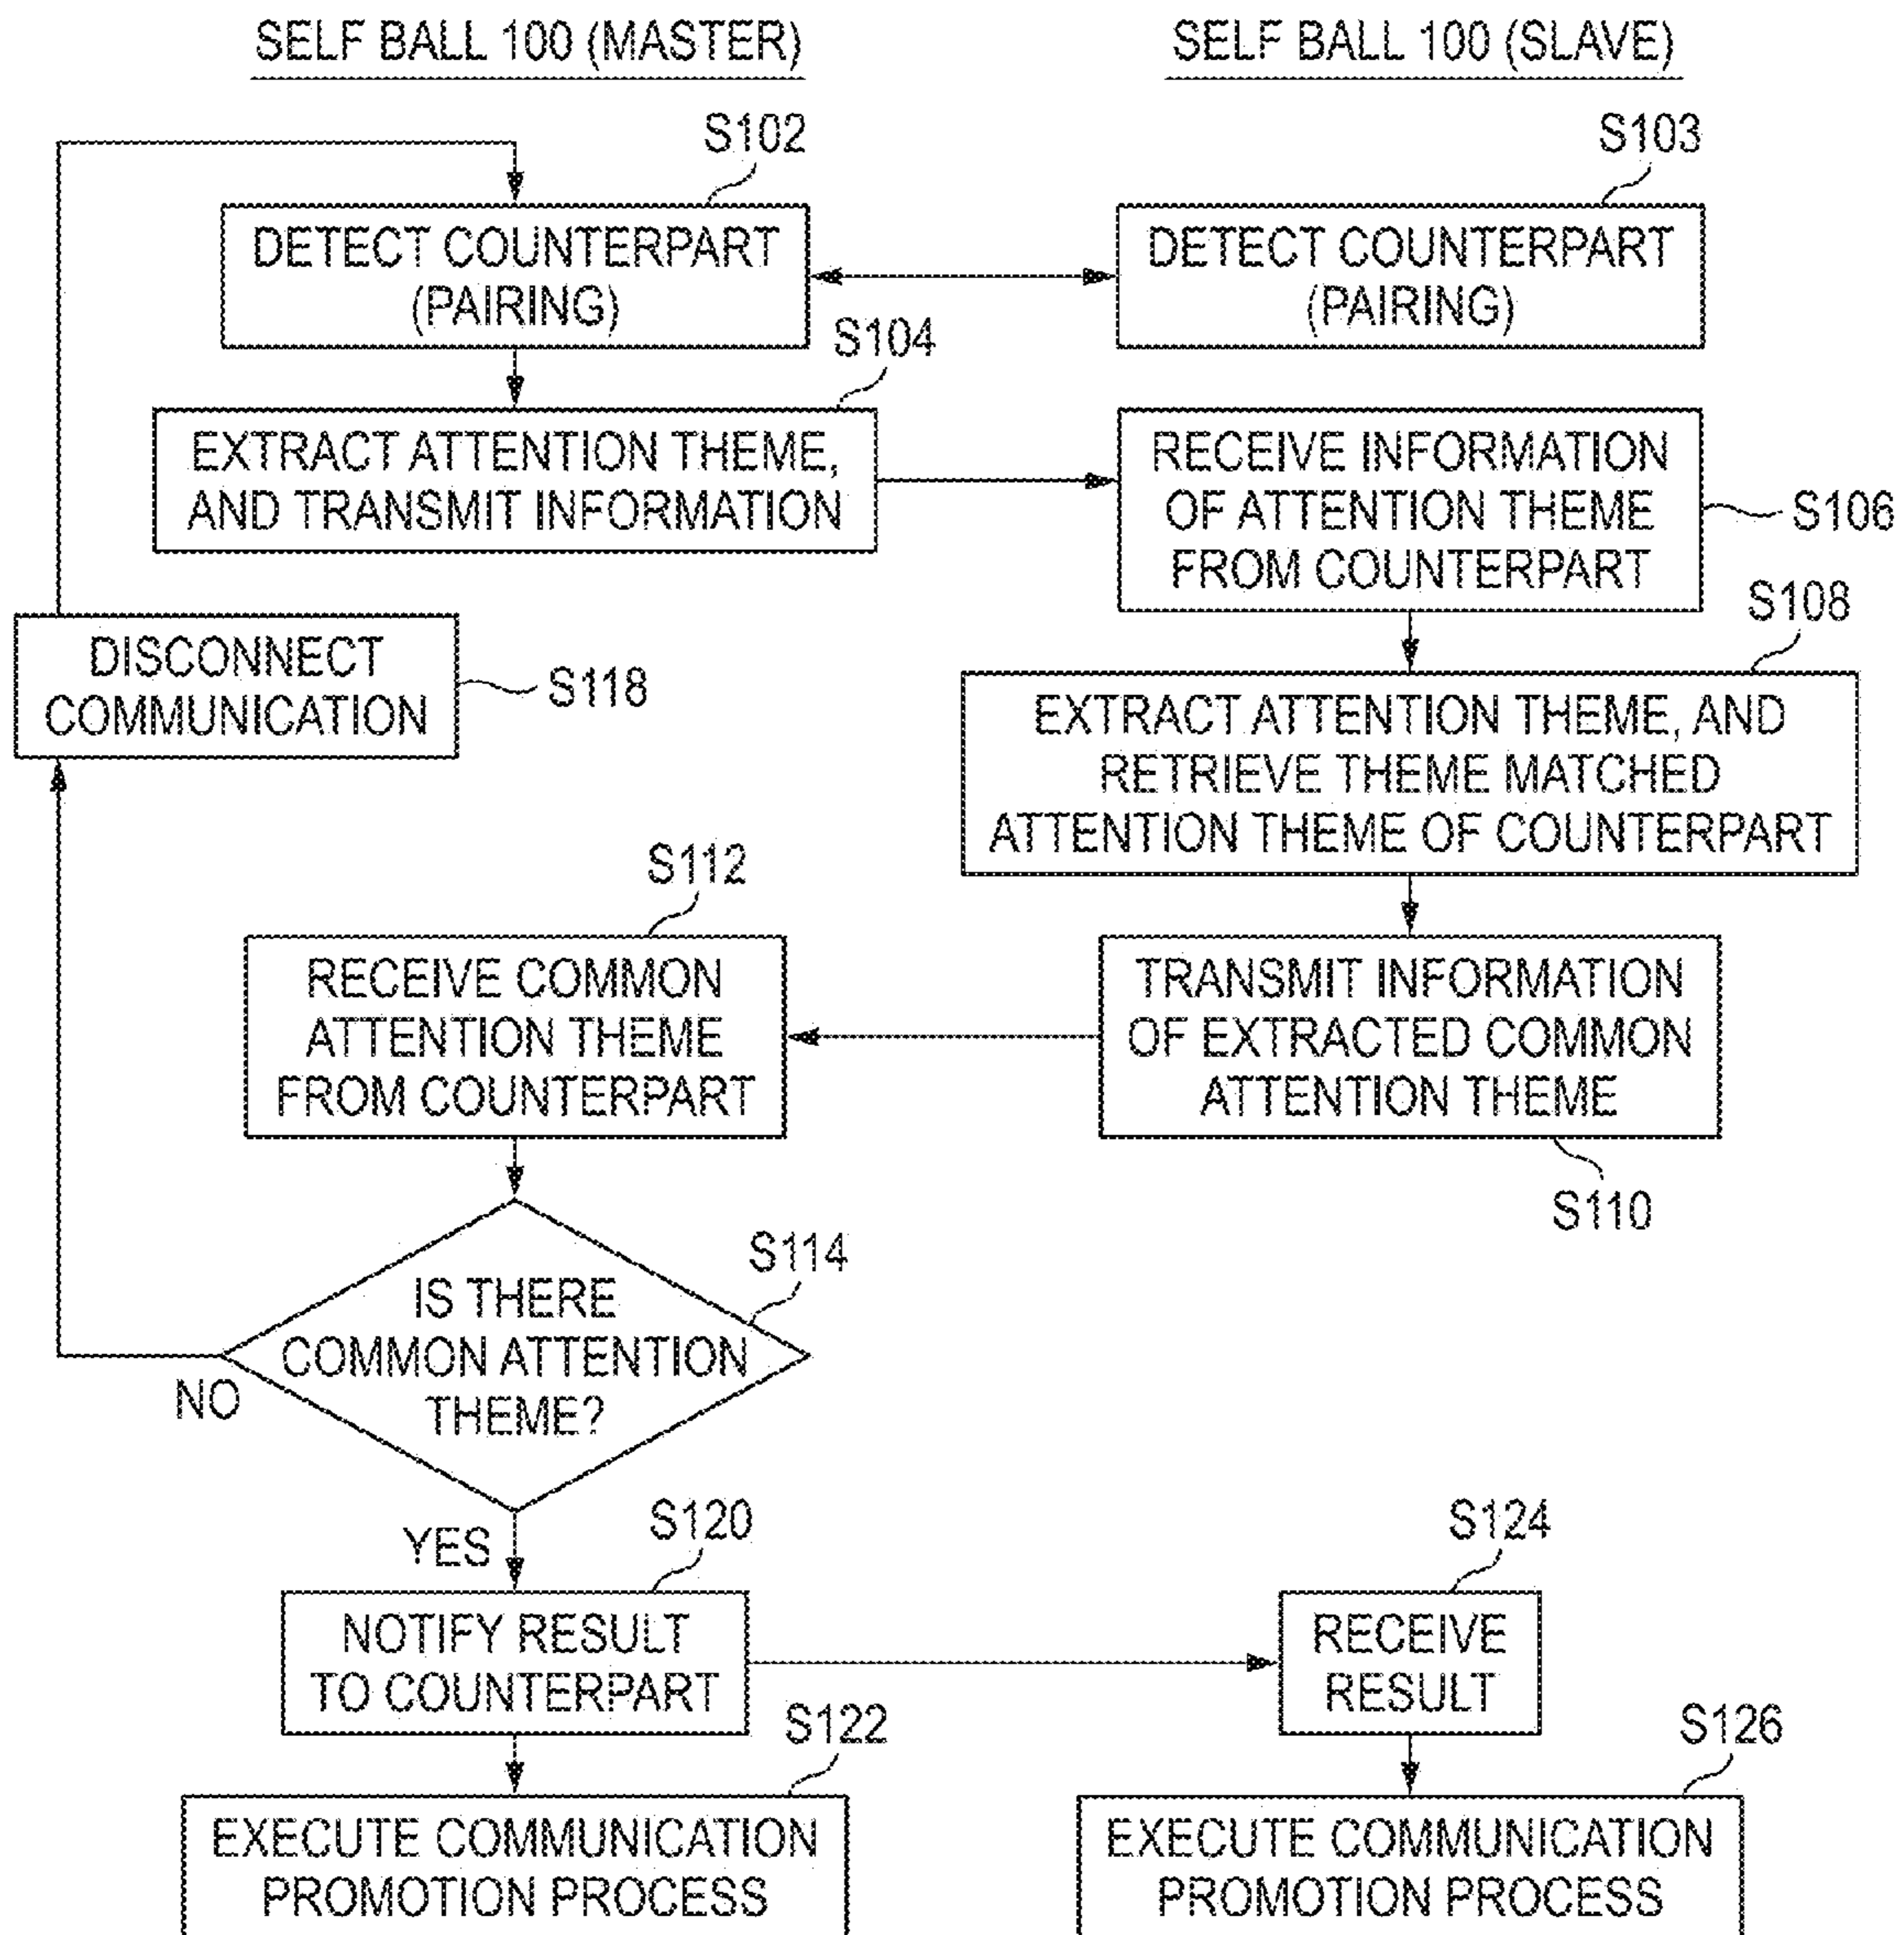 SELF BALL 100 (MASTER)
SELF BALL 100 (SLAVE)
S102
S103
DETECT COUNTERPART
(PAIRING)
DETECT COUNTERPART
(PAIRING)
S104
EXTRACT ATTENTION THEME,
AND TRANSMIT INFORMATION
RECEIVE INFORMATION
OF ATTENTION THEME
FROM COUNTERPART
S106
S108
DISCONNECT
COMMUNICATION
S118
EXTRACT ATTENTION THEME, AND
RETRIEVE THEME MATCHED
ATTENTION THEME OF COUNTERPART
S112
RECEIVE COMMON
ATTENTION THEME
FROM COUNTERPART
TRANSMIT INFORMATION
OF EXTRACTED COMMON
ATTENTION THEME
S110
S114
IS THERE
COMMON ATTENTION
THEME?
NO
YES
S120
S124
NOTIFY RESULT
TO COUNTERPART
RECEIVE
RESULT
S122
S126
EXECUTE COMMUNICATION
PROMOTION PROCESS
EXECUTE COMMUNICATION
PROMOTION PROCESS